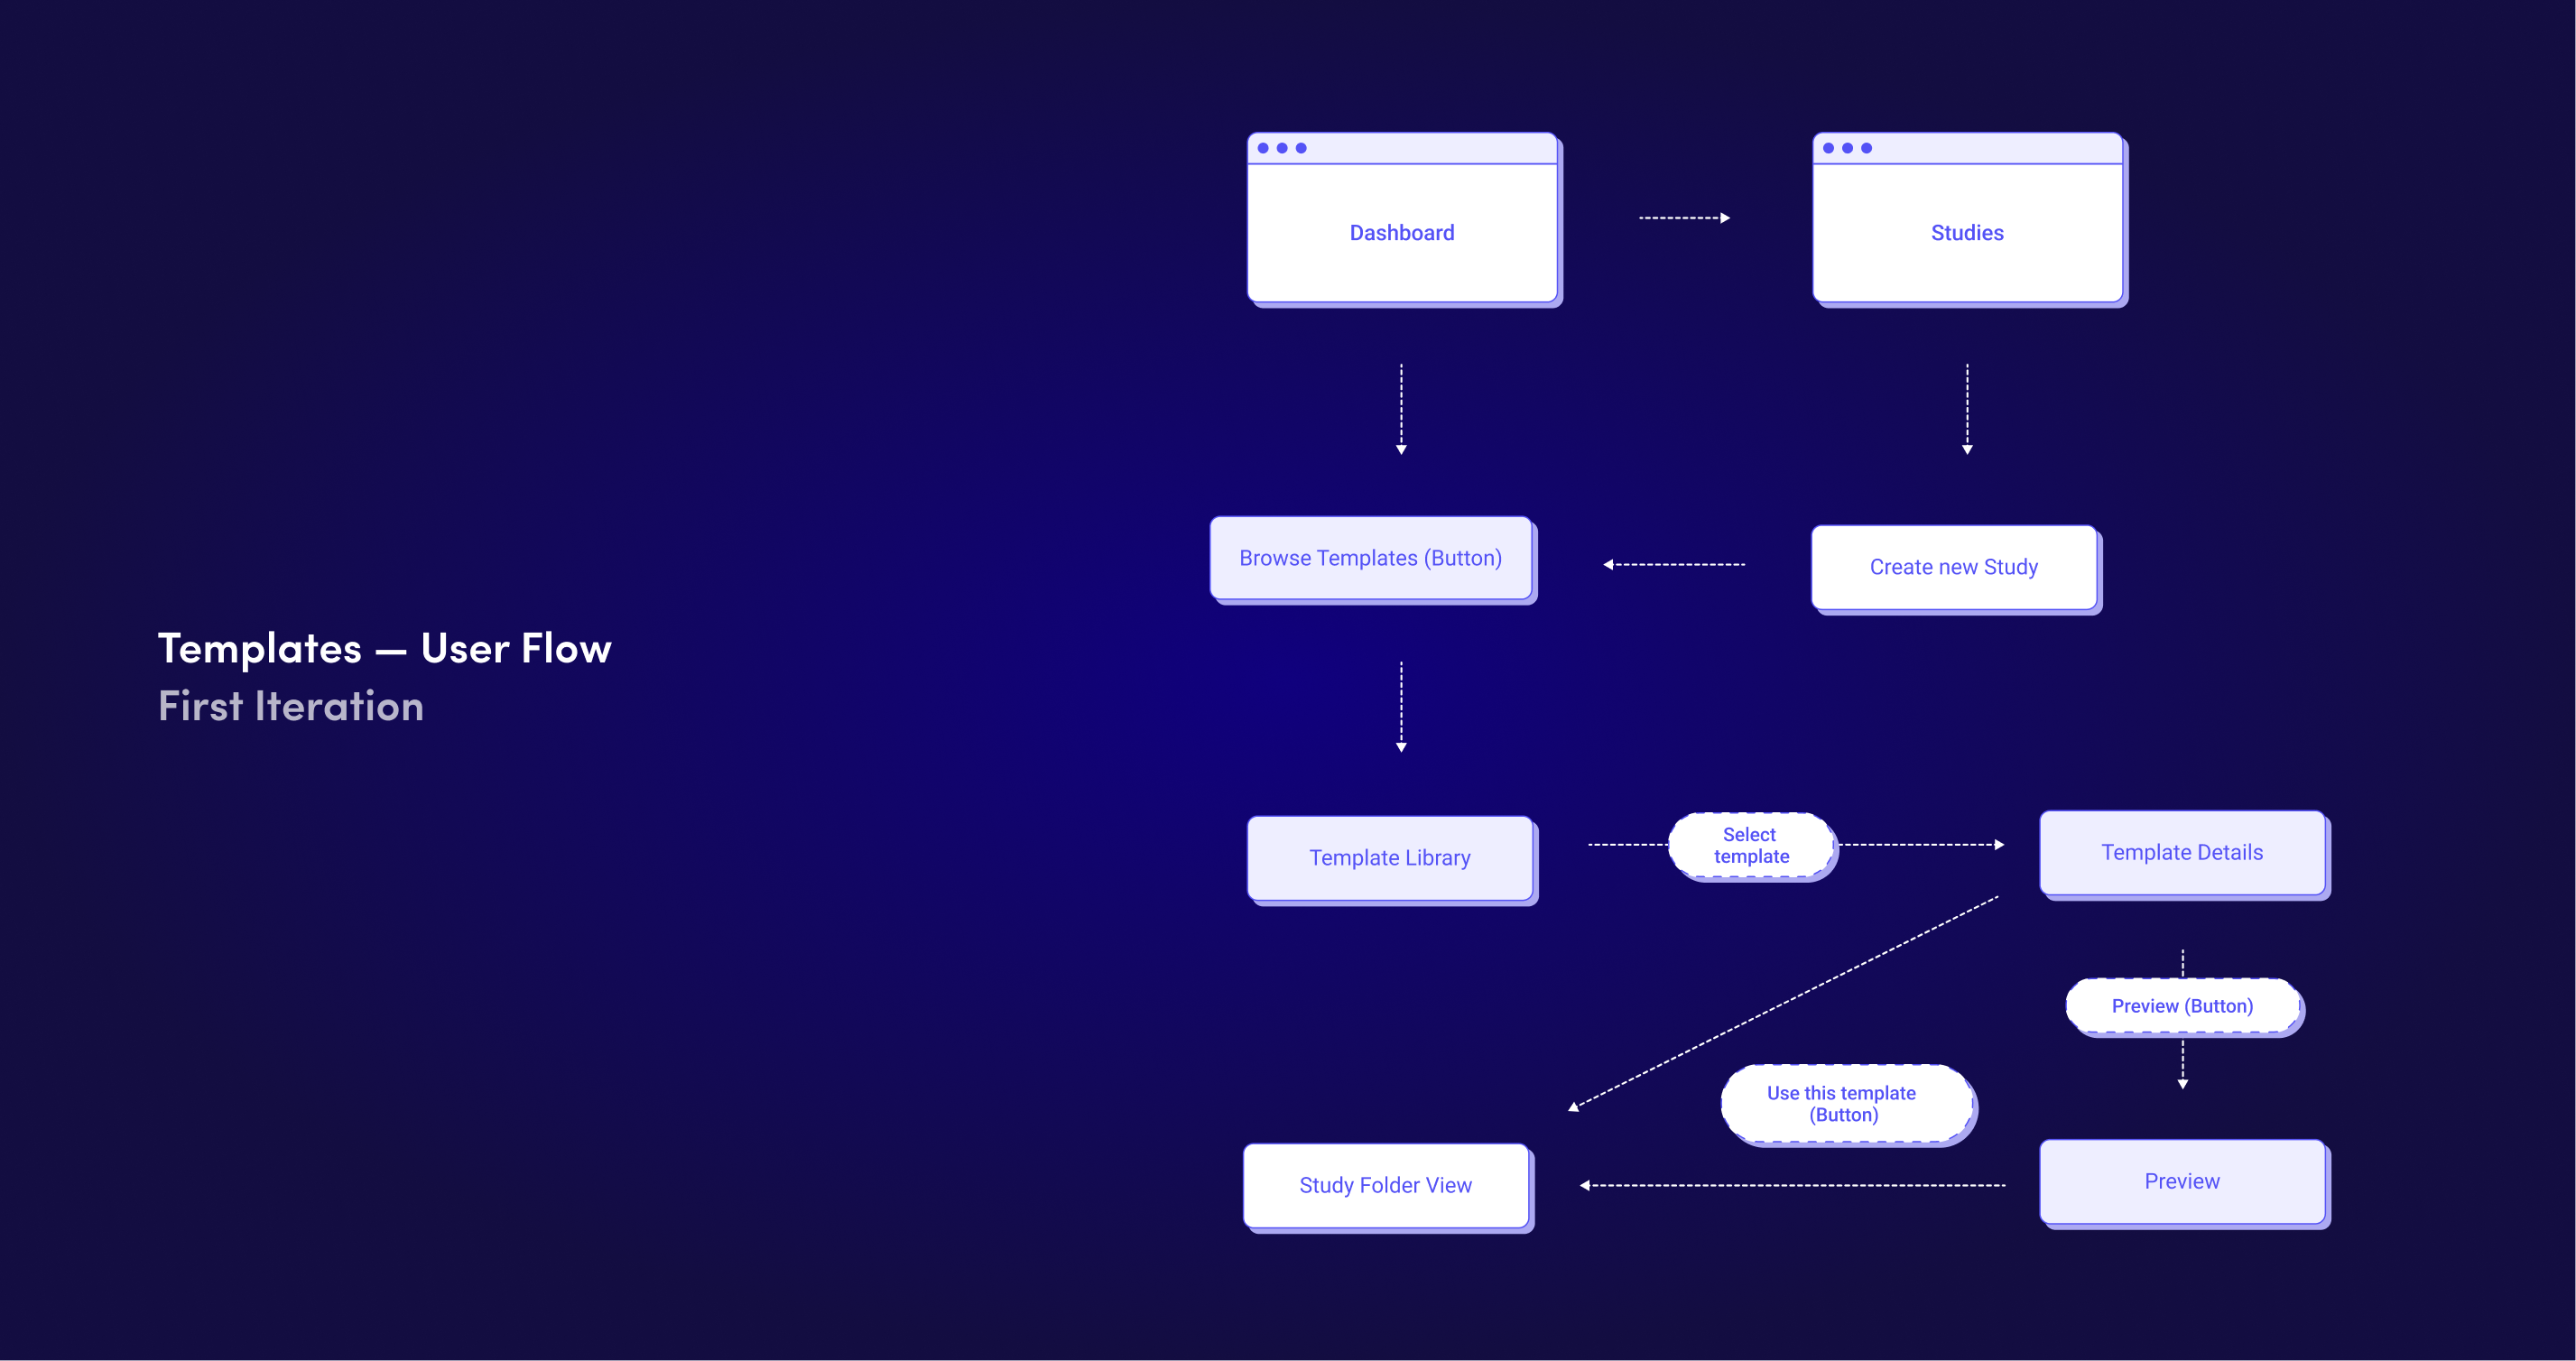 Templates — User Flow
First Iteration
Dashboard
Studies
Browse Templates (Button)
Create new Study
Template Library
Select
template
Template Details
Preview (Button)
Use this template
(Button)
Study Folder View
Preview